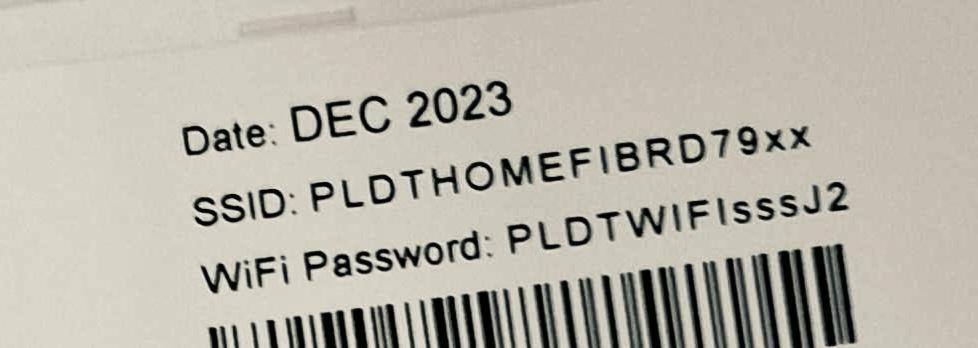 Date: DEC 2023
SSID: PLDTHOMEFIBRD79xx
WiFi Password: PLDTWIFIsssJ2